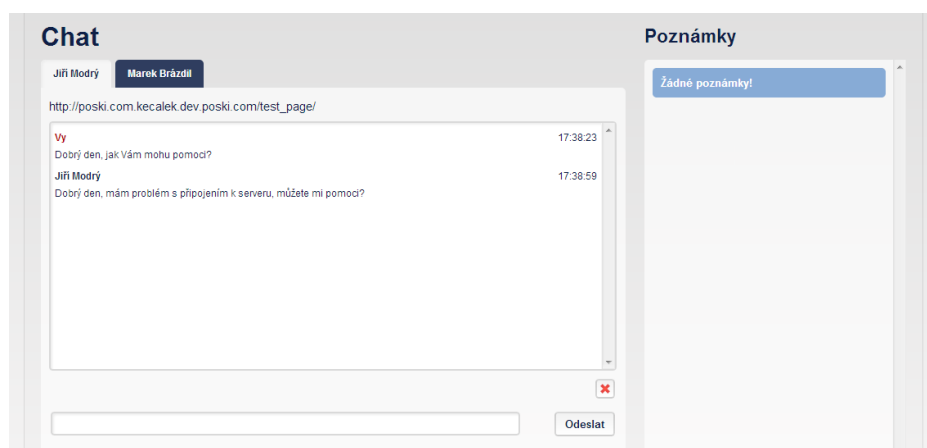 Chat
Jiří Modrý
Marek Brázdil
http://poski.com.kecalek.dev.poski.com/test_page/
Vy 17:38:23
Dobrý den, jak Vám mohu pomoci?
Jiří Modrý 17:38:59
Dobrý den, mám problém s připojením k serveru, můžete mi pomoci?
Odeslat
Poznámky
Žádné poznámky!